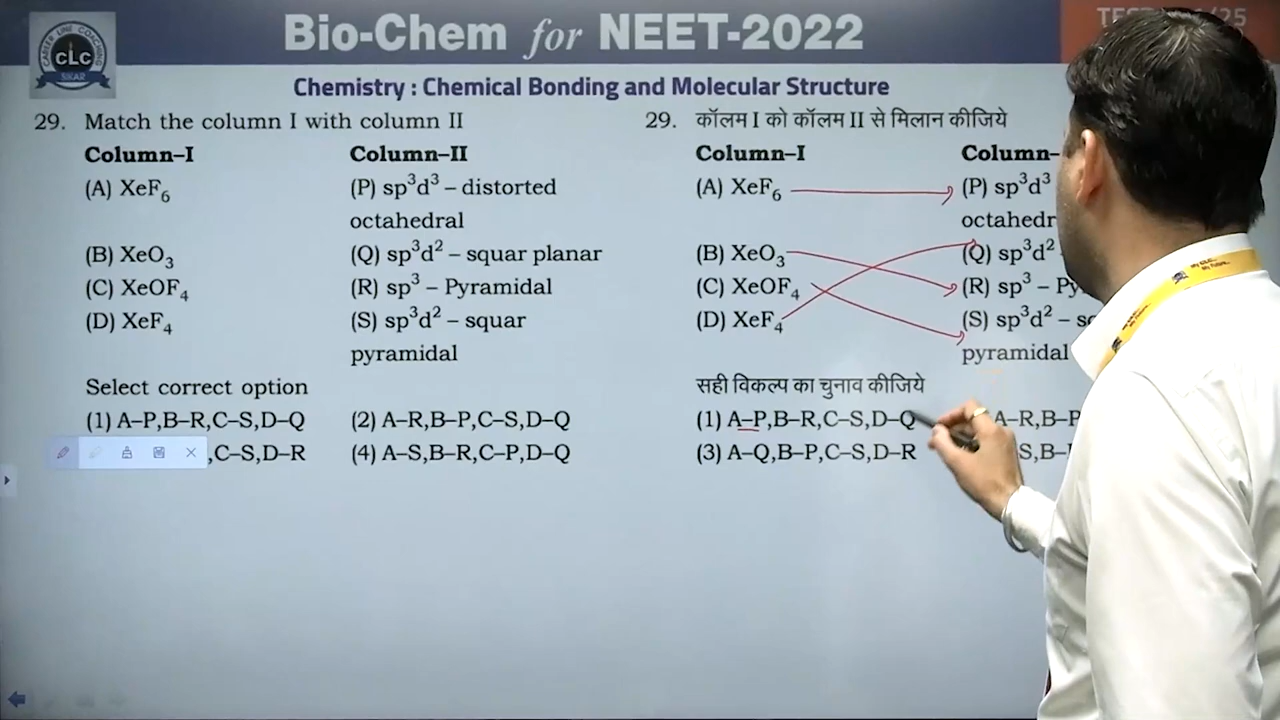 Bio-Chem for NEET-2022
CAREER LINE COACHING
CLC
SIKAR
Chemistry : Chemical Bonding and Molecular Structure
29. Match the column I with column II
Column–I Column–II
(A) XeF6 (P) sp3d3 – distorted
octahedral
(B) XeO3 (Q) sp3d2 – squar planar
(C) XeOF4 (R) sp3 – Pyramidal
(D) XeF4 (S) sp3d2 – squar
pyramidal
Select correct option
(1) A–P,B–R,C–S,D–Q (2) A–R,B–P,C–S,D–Q
,C–S,D–R (4) A–S,B–R,C–P,D–Q
29. कॉलम I को कॉलम II से मिलान कीजिये
Column–I Column–
(A) XeF6 (P) sp3d3
octahedr
(B) XeO3 (Q) sp3d2
(C) XeOF4 (R) sp3 – Py
(D) XeF4 (S) sp3d2 – sq
pyramidal
सही विकल्प का चुनाव कीजिये
(1) A–P,B–R,C–S,D–Q A–R,B–P
(3) A–Q,B–P,C–S,D–R S,B–